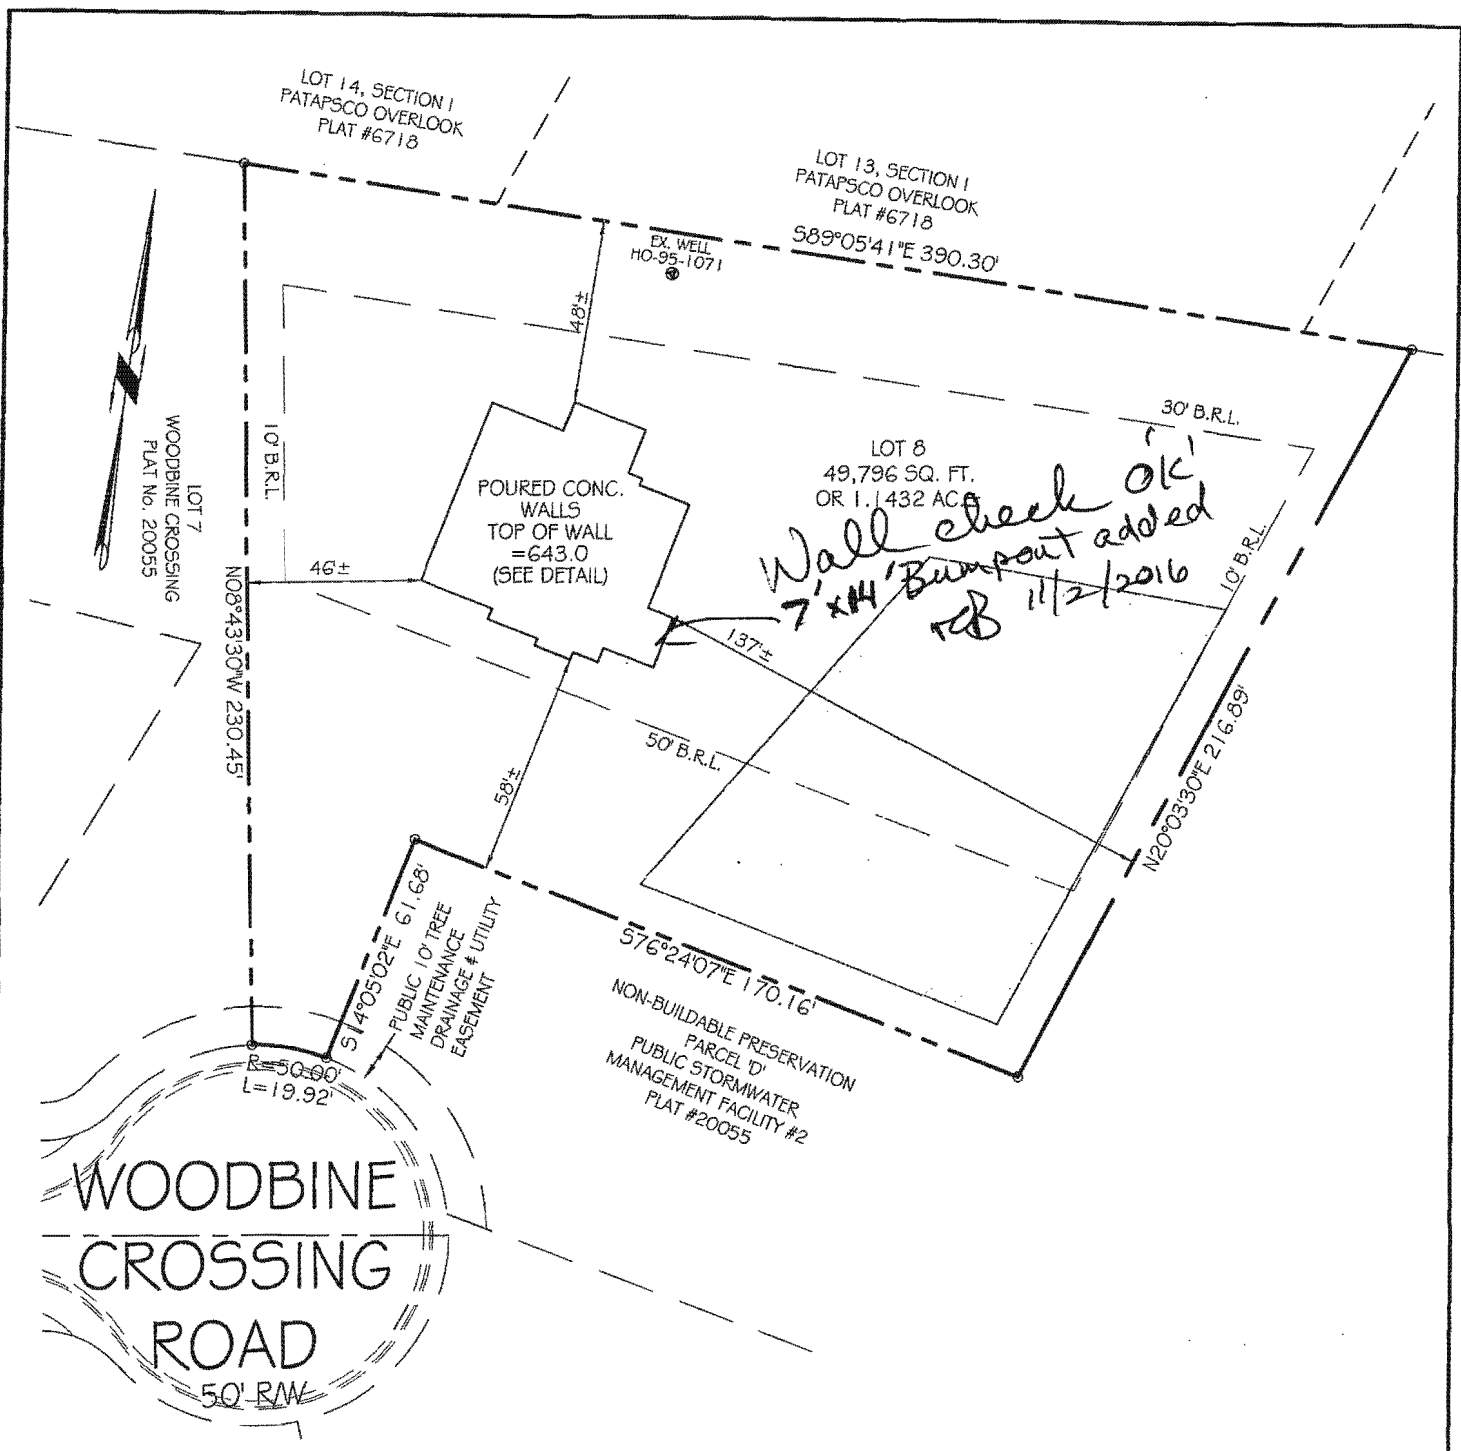 LOT 14, SECTION 1
PATAPSCO OVERLOOK
PLAT #6718
LOT 13, SECTION 1
PATAPSCO OVERLOOK
PLAT #6718
S89°05'41"E 390.30'
EX. WELL
HO-95-1071
48'±
30' B.R.L.
10' B.R.L.
LOT 7
WOODBINE CROSSING
PLAT No. 20055
N08°43'30"W 230.45'
POURED CONC.
WALLS
TOP OF WALL
=643.0
(SEE DETAIL)
LOT 8
49,796 SQ. FT.
OR 1.1432 AC.±
Wall check 'ok'
7' x 14' Bumpout added
11/2/2016
10' B.R.L.
46'±
137'±
50' B.R.L.
58'±
N20°03'30"E 216.89'
S14°05'02"E 61.68'
PUBLIC 10' TREE
MAINTENANCE
DRAINAGE & UTILITY
EASEMENT
S76°24'07"E 170.16'
NON-BUILDABLE PRESERVATION
PARCEL 'D'
PUBLIC STORMWATER
MANAGEMENT FACILITY #2
PLAT #20055
R=50.00'
L=19.92'
WOODBINE
CROSSING
ROAD
50' R/W